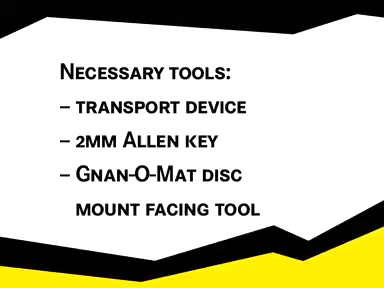 Necessary tools:
– transport device
– 2mm Allen key
– Gnan-O-Mat disc
mount facing tool